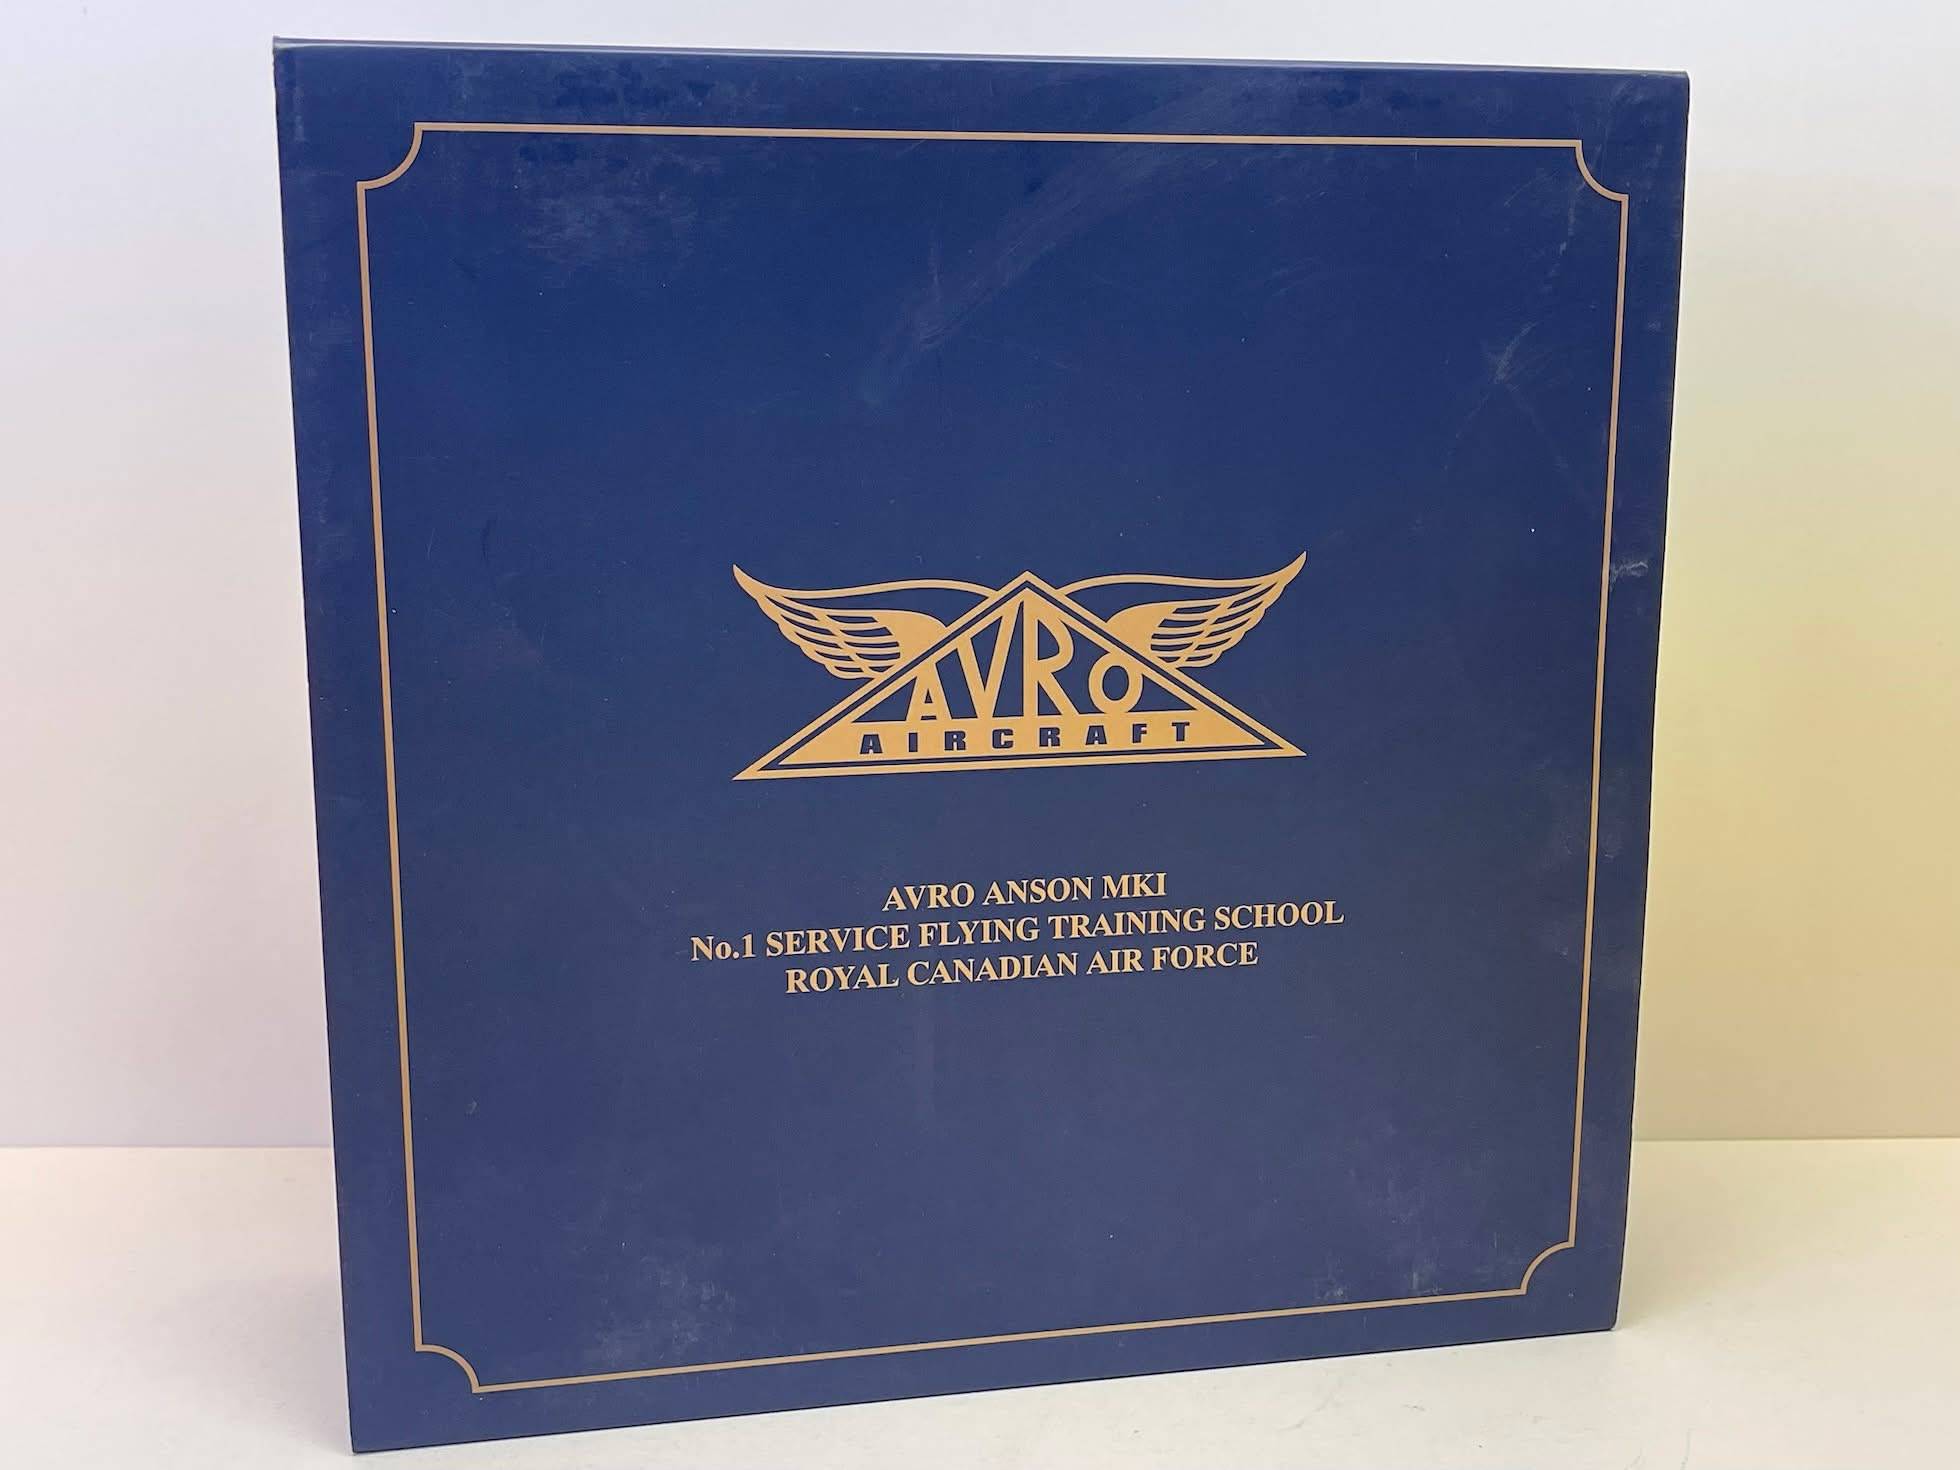 AVRO
AIRCRAFT
AVRO ANSON MKI
No.1 SERVICE FLYING TRAINING SCHOOL
ROYAL CANADIAN AIR FORCE